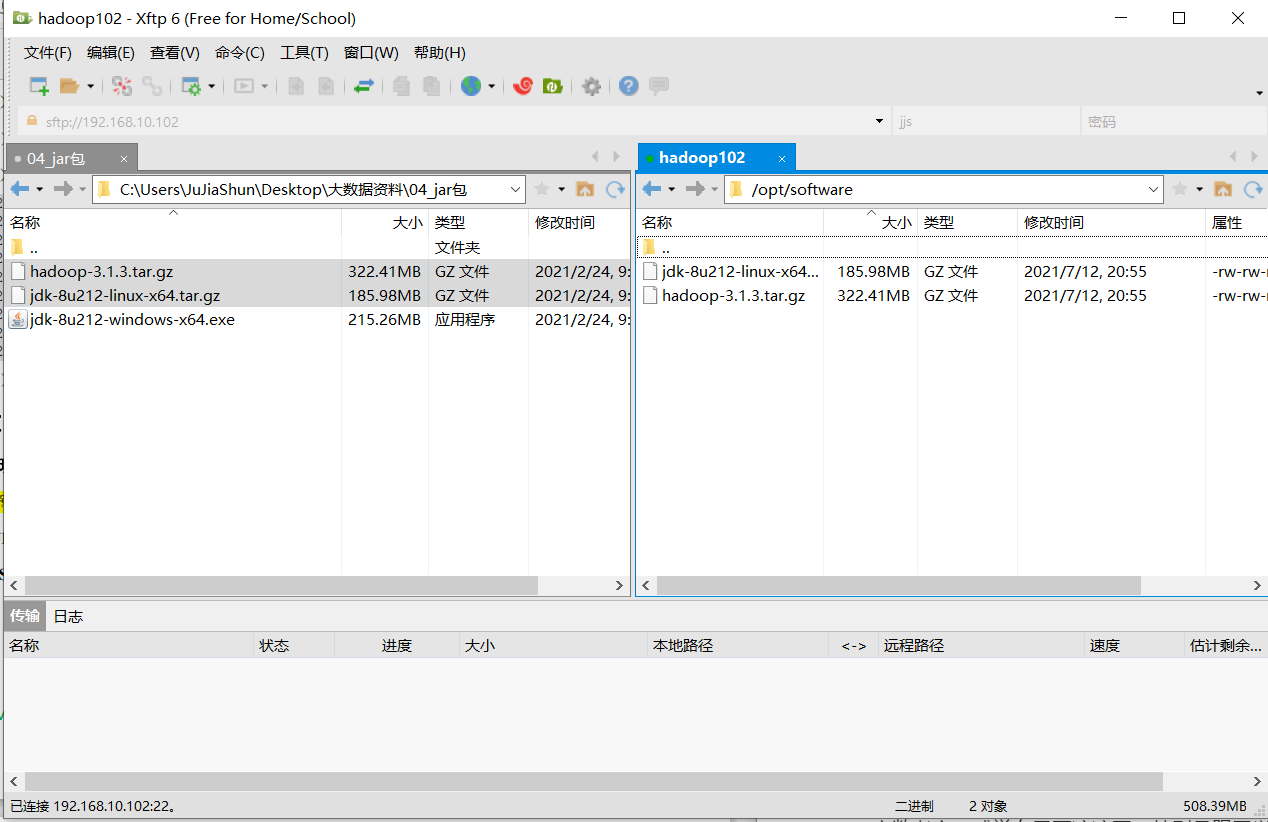 hadoop102 - Xftp 6 (Free for Home/School)
文件(F) 编辑(E) 查看(V) 命令(C) 工具(T) 窗口(W) 帮助(H)
sftp://192.168.10.102 jjs 密码
04_jar包 hadoop102
C:\Users\JuJiaShun\Desktop\大数据资料\04_jar包 /opt/software
名称 大小 类型 修改时间 名称 大小 类型 修改时间 属性
.. 文件夹 ..
hadoop-3.1.3.tar.gz 322.41MB GZ 文件 2021/2/24, 9: jdk-8u212-linux-x64... 185.98MB GZ 文件 2021/7/12, 20:55 -rw-rw-
jdk-8u212-linux-x64.tar.gz 185.98MB GZ 文件 2021/2/24, 9: hadoop-3.1.3.tar.gz 322.41MB GZ 文件 2021/7/12, 20:55 -rw-rw-
jdk-8u212-windows-x64.exe 215.26MB 应用程序 2021/2/24, 9:
传输 日志
名称 状态 进度 大小 本地路径 <-> 远程路径 速度 估计剩余...
已连接 192.168.10.102:22。 二进制 2 对象 508.39MB